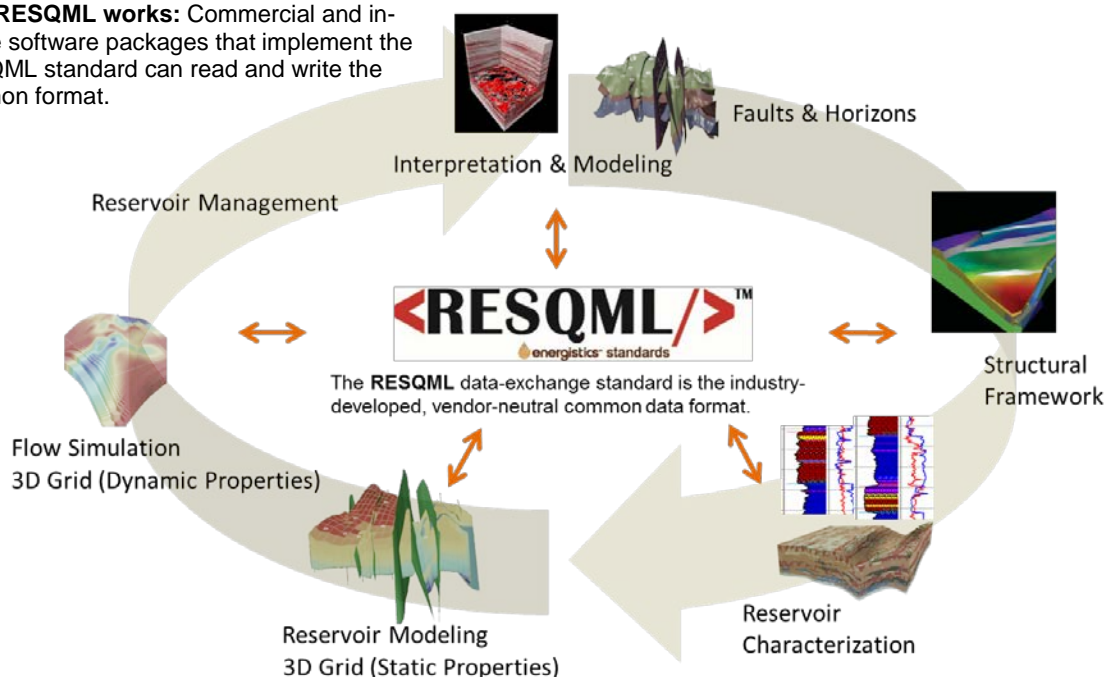 RESQML works: Commercial and in-
software packages that implement the
QML standard can read and write the
format.
Faults & Horizons
Interpretation & Modeling
Reservoir Management
<RESQML/>™
energistics™ standards
The RESQML data-exchange standard is the industry-
developed, vendor-neutral common data format.
Structural
Framework
Flow Simulation
3D Grid (Dynamic Properties)
Reservoir
Characterization
Reservoir Modeling
3D Grid (Static Properties)